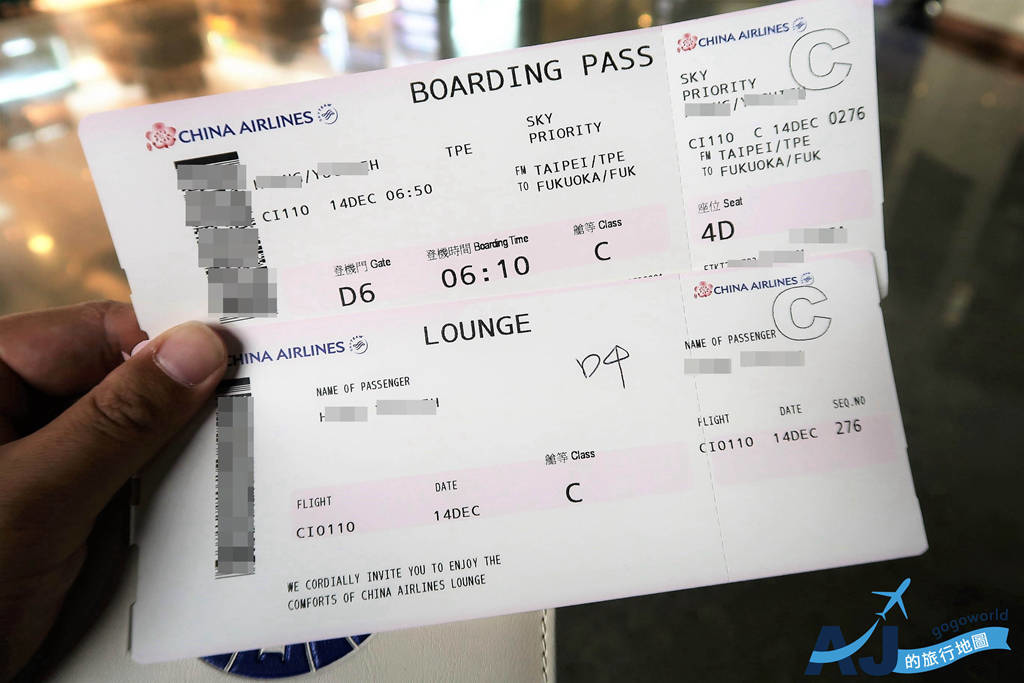 BOARDING PASS
CHINA AIRLINES
TPE
SKY
PRIORITY
CI110 14DEC 06:50
FM TAIPEI/TPE
TO FUKUOKA/FUK
登機門 Gate
登機時間 Boarding Time
艙等 Class
D6
06:10
C
CHINA AIRLINES
C
SKY
PRIORITY
CI110 C 14DEC 0276
FM TAIPEI/TPE
TO FUKUOKA/FUK
座位 Seat
4D
CHINA AIRLINES
LOUNGE
D4
NAME OF PASSENGER
艙等 Class
FLIGHT
DATE
C
CI0110
14DEC
WE CORDIALLY INVITE YOU TO ENJOY THE
COMFORTS OF CHINA AIRLINES LOUNGE
CHINA AIRLINES
C
NAME OF PASSENGER
FLIGHT DATE SEQ.NO
CI0110 14DEC 276
AJ
gogoworld
的旅行地圖